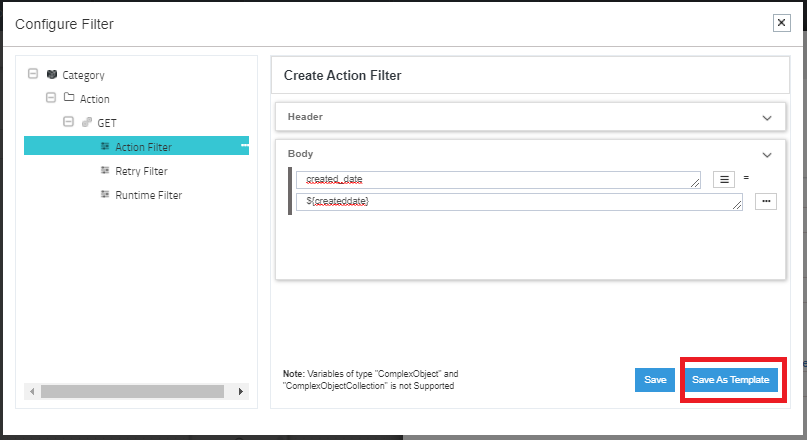 Configure Filter
Category
Action
GET
Action Filter
Retry Filter
Runtime Filter
Create Action Filter
Header
Body
created_date
=
${createddate}
Note: Variables of type "ComplexObject" and
"ComplexObjectCollection" is not Supported
Save
Save As Template